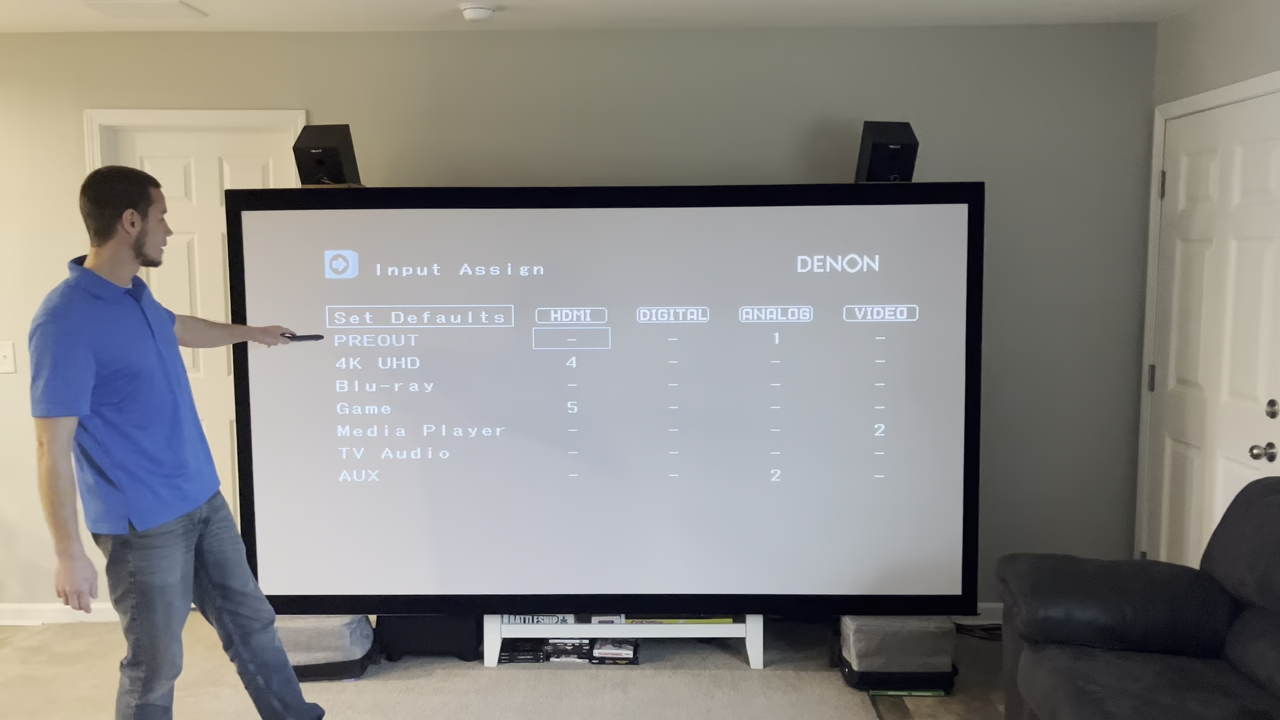 Input Assign
DENON
Set Defaults HDMI DIGITAL ANALOG VIDEO
PREOUT - - 1 -
4K UHD 4 - - -
Blu-ray - - - -
Game 5 - - -
Media Player - - - 2
TV Audio - - - -
AUX - - 2 -
BATTLESHIP